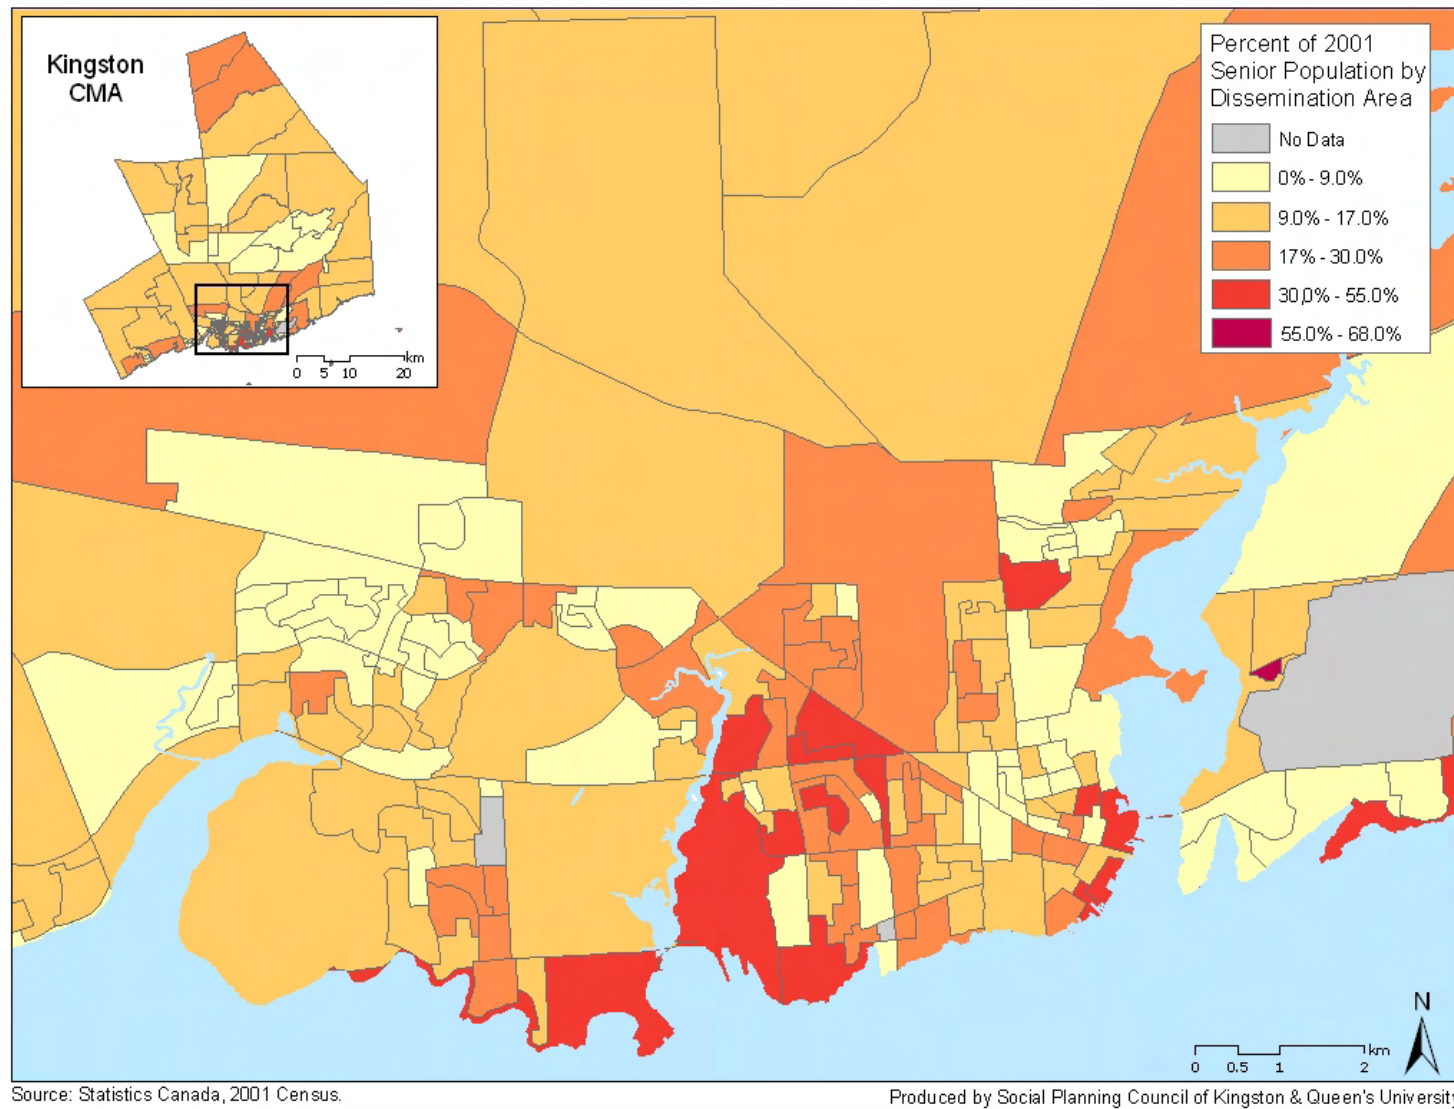 Kingston
CMA
0 5 10 20 km
Percent of 2001
Senior Population by
Dissemination Area
No Data
0% - 9.0%
9.0% - 17.0%
17% - 30.0%
30,0% - 55.0%
55.0% - 68.0%
N
0 0.5 1 2 km
Source: Statistics Canada, 2001 Census.
Produced by Social Planning Council of Kingston & Queen's University